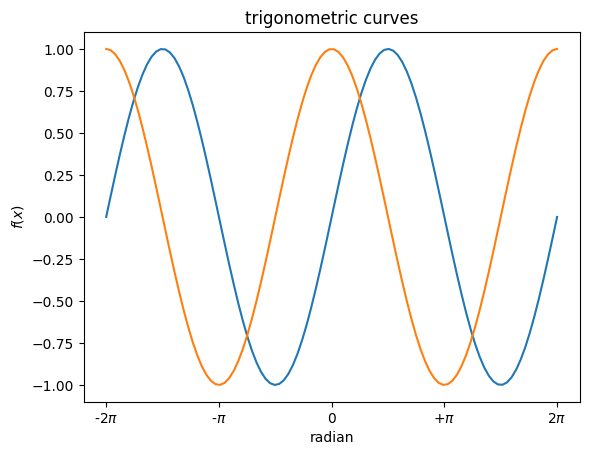 trigonometric curves
1.00
0.75
0.50
0.25
0.00
−0.25
−0.50
−0.75
−1.00
f(x)
-2π
-π
0
+π
2π
radian